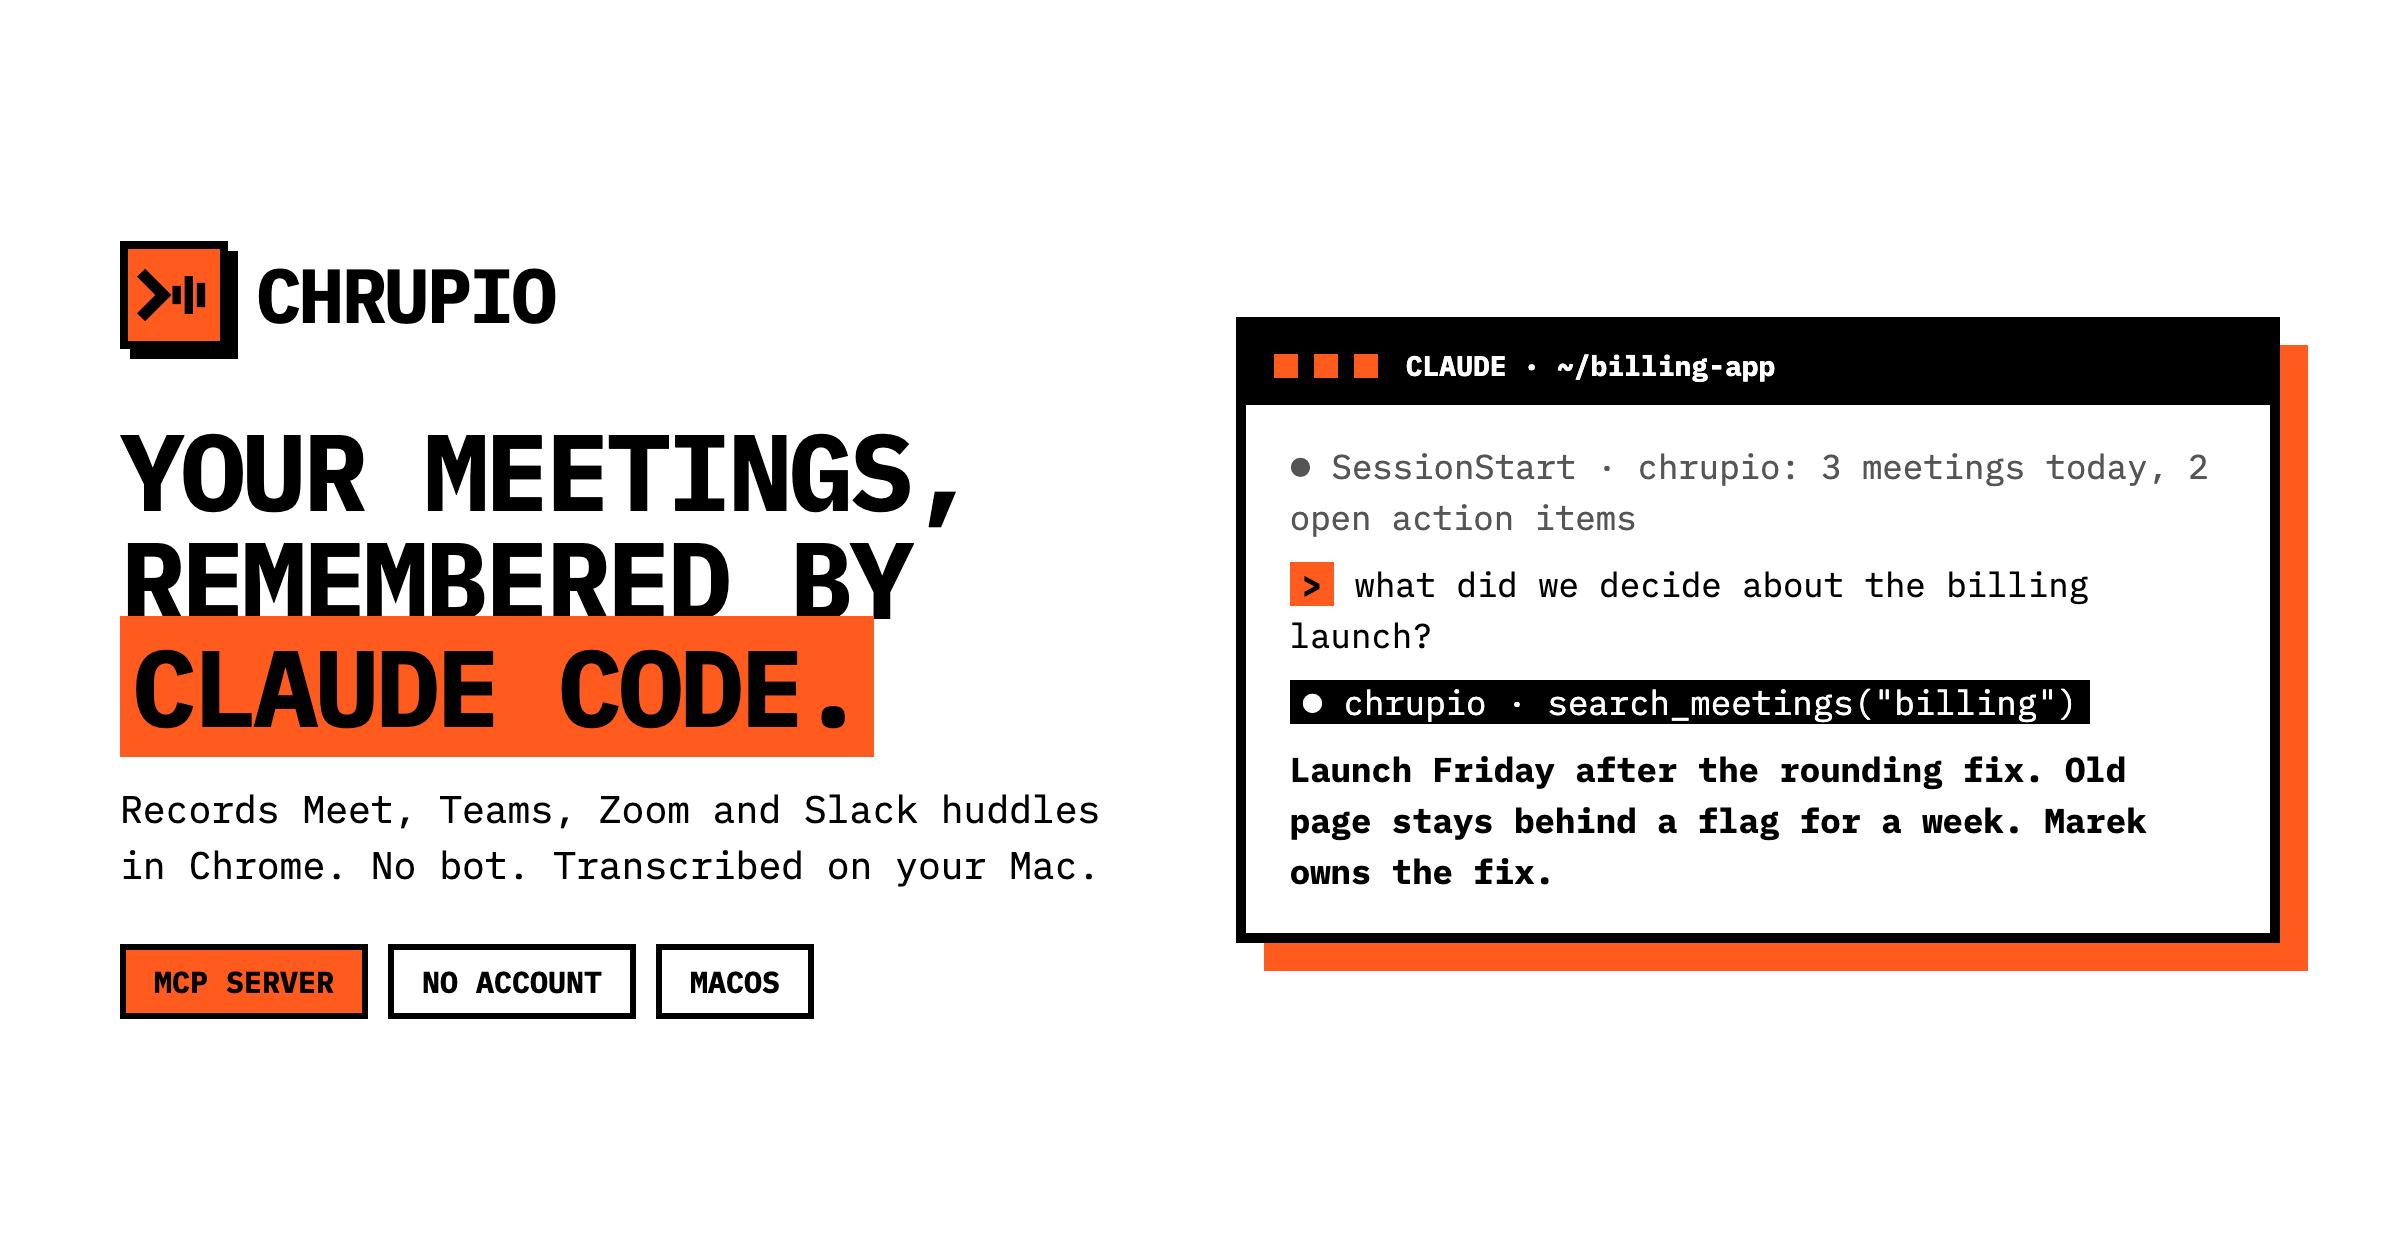 CHRUPIO
YOUR MEETINGS,
REMEMBERED BY
CLAUDE CODE.
Records Meet, Teams, Zoom and Slack huddles
in Chrome. No bot. Transcribed on your Mac.
MCP SERVER
NO ACCOUNT
MACOS
CLAUDE · ~/billing-app
● SessionStart · chrupio: 3 meetings today, 2
open action items
> what did we decide about the billing
launch?
● chrupio · search_meetings("billing")
Launch Friday after the rounding fix. Old
page stays behind a flag for a week. Marek
owns the fix.